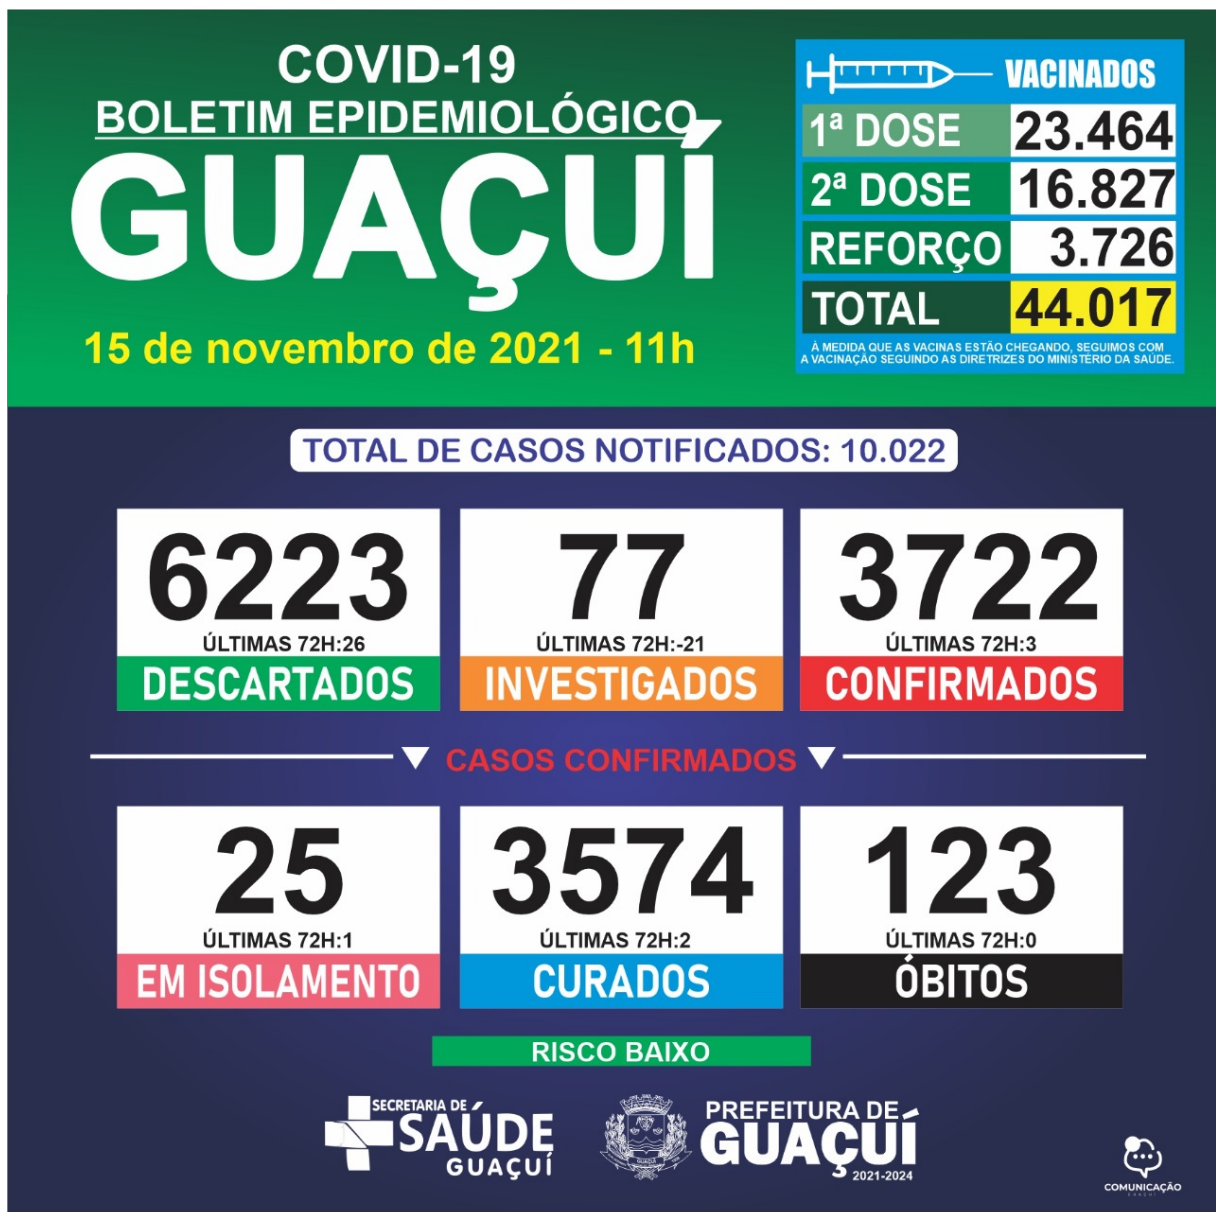 COVID-19
BOLETIM EPIDEMIOLÓGICO
GUAÇUÍ
15 de novembro de 2021 - 11h
VACINADOS
1ª DOSE 23.464
2ª DOSE 16.827
REFORÇO 3.726
TOTAL 44.017
À MEDIDA QUE AS VACINAS ESTÃO CHEGANDO, SEGUIMOS COM
A VACINAÇÃO SEGUINDO AS DIRETRIZES DO MINISTÉRIO DA SAÚDE.
TOTAL DE CASOS NOTIFICADOS: 10.022
6223
ÚLTIMAS 72H:26
DESCARTADOS
77
ÚLTIMAS 72H:-21
INVESTIGADOS
3722
ÚLTIMAS 72H:3
CONFIRMADOS
CASOS CONFIRMADOS
25
ÚLTIMAS 72H:1
EM ISOLAMENTO
3574
ÚLTIMAS 72H:2
CURADOS
123
ÚLTIMAS 72H:0
ÓBITOS
RISCO BAIXO
SECRETARIA DE
SAÚDE
GUAÇUÍ
GUAÇUÍ
PREFEITURA DE
GUAÇUÍ
2021-2024
COMUNICAÇÃO
GUAÇUÍ